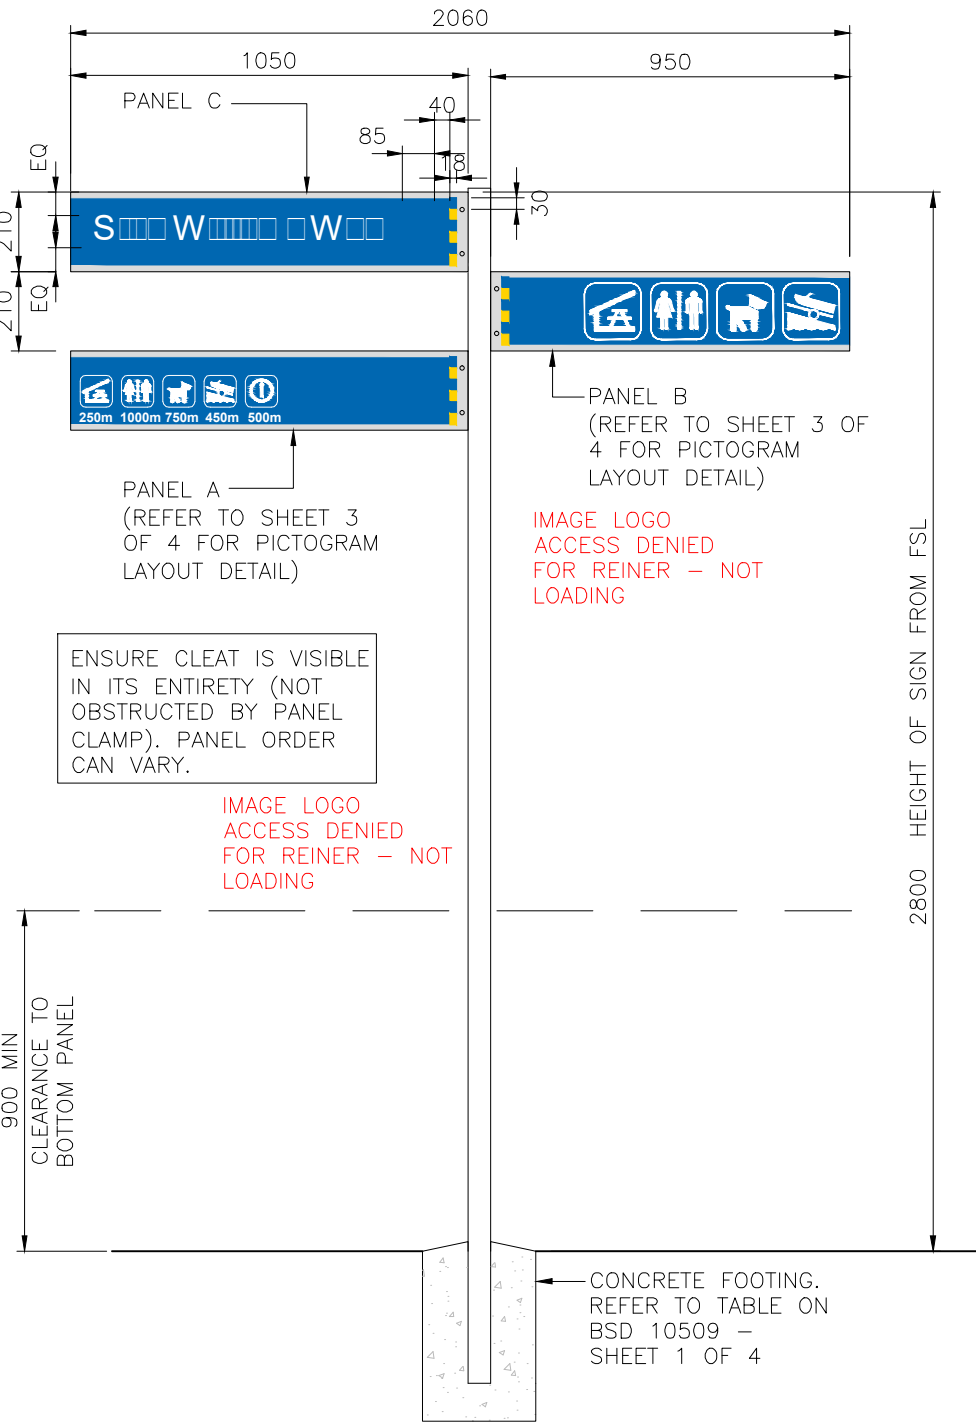 2060
1050
950
PANEL C
40
85
18
EQ
30
210
S W W
EQ
210
250m 1000m 750m 450m 500m
PANEL B
(REFER TO SHEET 3 OF
4 FOR PICTOGRAM
LAYOUT DETAIL)
PANEL A
(REFER TO SHEET 3
OF 4 FOR PICTOGRAM
LAYOUT DETAIL)
IMAGE LOGO
ACCESS DENIED
FOR REINER – NOT
LOADING
2800 HEIGHT OF SIGN FROM FSL
ENSURE CLEAT IS VISIBLE
IN ITS ENTIRETY (NOT
OBSTRUCTED BY PANEL
CLAMP). PANEL ORDER
CAN VARY.
IMAGE LOGO
ACCESS DENIED
FOR REINER – NOT
LOADING
900 MIN
CLEARANCE TO
BOTTOM PANEL
CONCRETE FOOTING.
REFER TO TABLE ON
BSD 10509 –
SHEET 1 OF 4